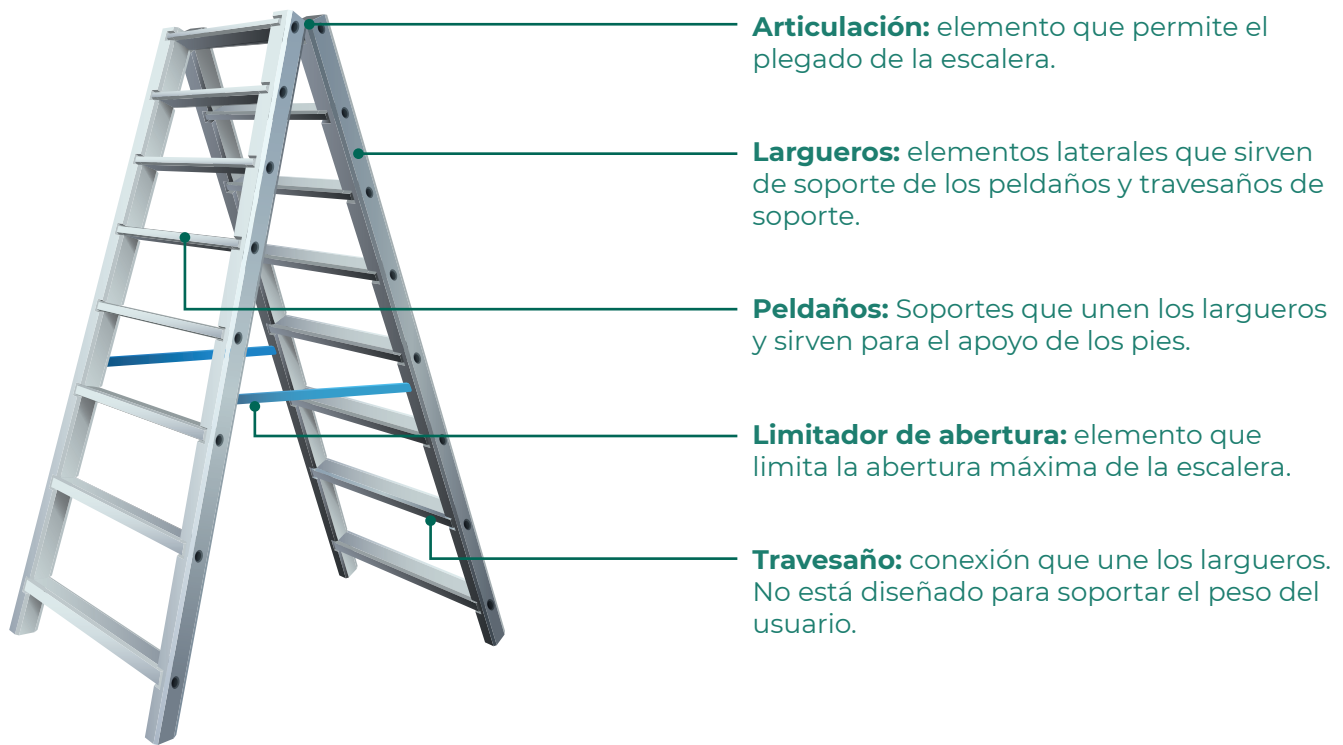 Articulación: elemento que permite el
plegado de la escalera.
Largueros: elementos laterales que sirven
de soporte de los peldaños y travesaños de
soporte.
Peldaños: Soportes que unen los largueros
y sirven para el apoyo de los pies.
Limitador de abertura: elemento que
limita la abertura máxima de la escalera.
Travesaño: conexión que une los largueros.
No está diseñado para soportar el peso del
usuario.